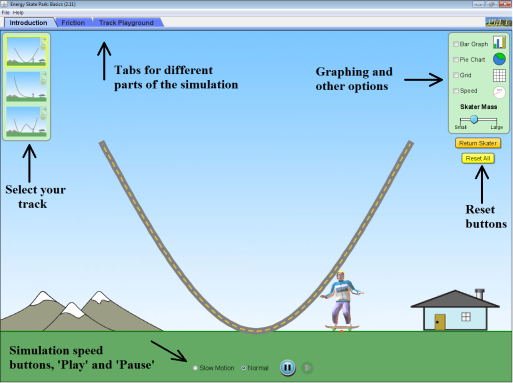 Energy Skate Park: Basics (2.11)
File Help
Introduction Friction Track Playground
Tabs for different
parts of the simulation
Graphing and
other options
Bar Graph
Pie Chart
Grid
Speed
Skater Mass
Small Large
Return Skater
Reset All
Select your
track
Reset
buttons
Simulation speed
buttons, 'Play' and 'Pause'
Slow Motion Normal